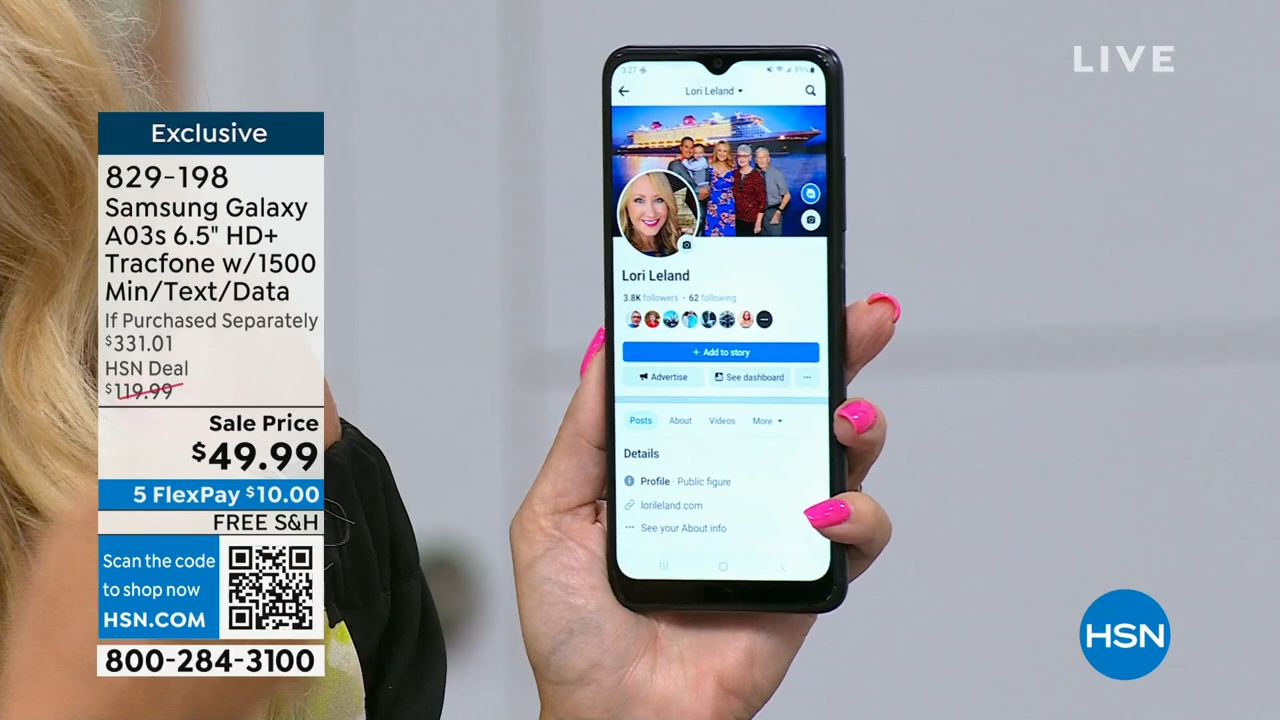 LIVE
Exclusive
829-198
Samsung Galaxy
A03s 6.5" HD+
Tracfone w/1500
Min/Text/Data
If Purchased Separately
$331.01
HSN Deal
$119.99
Sale Price
$49.99
5 FlexPay $10.00
FREE S&H
Scan the code
to shop now
HSN.COM
800-284-3100
3:27
Lori Leland
Lori Leland
3.8K followers · 62 following
+ Add to story
Advertise
See dashboard
Posts About Videos More
Details
Profile · Public figure
lorileland.com
See your About info
HSN